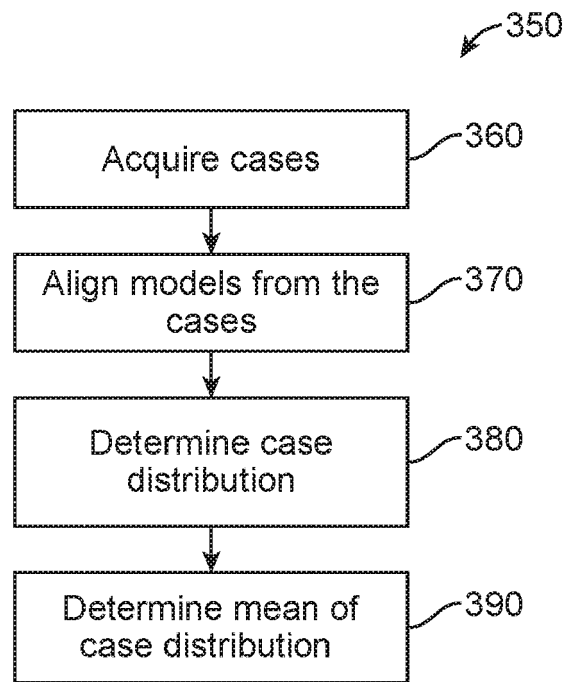 350
Acquire cases
360
Align models from the
cases
370
Determine case
distribution
380
Determine mean of
case distribution
390